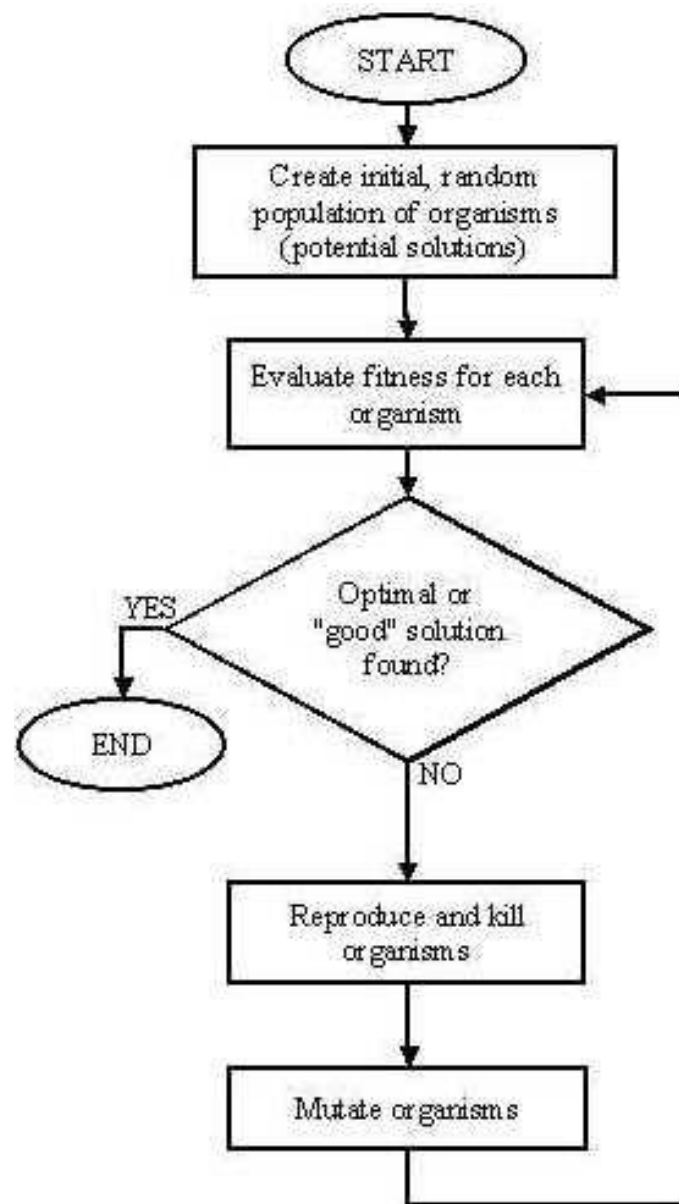 START
Create initial, random
population of organisms
(potential solutions)
Evaluate fitness for each
organism
Optimal or
"good" solution
found?
YES
END
NO
Reproduce and kill
organisms
Mutate organisms